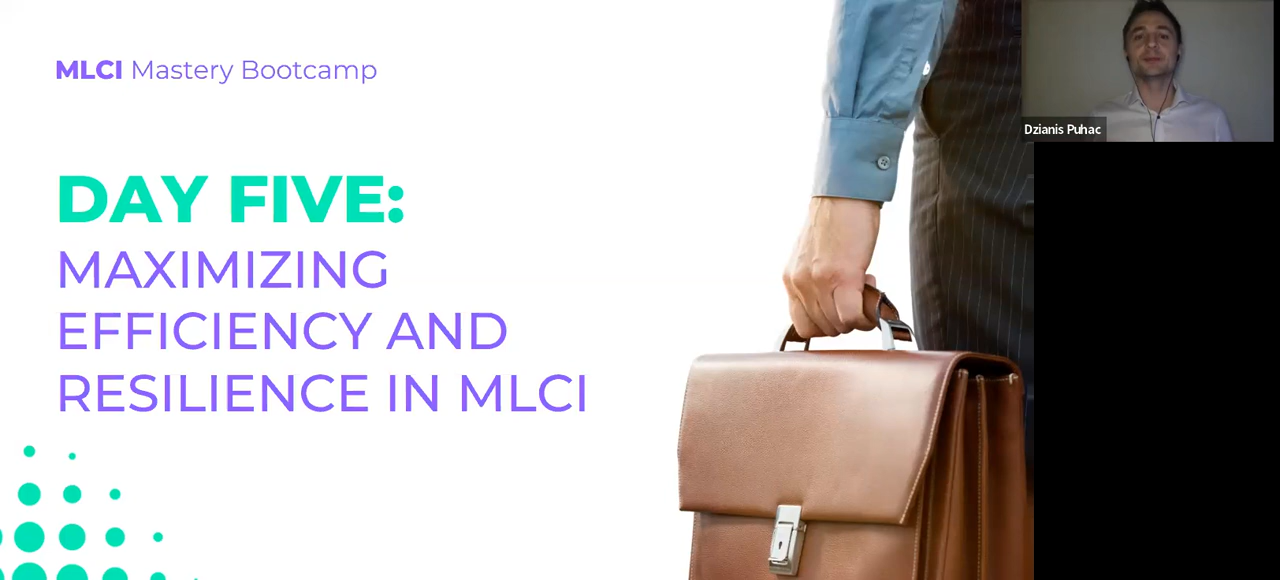 MLCI Mastery Bootcamp
DAY FIVE:
MAXIMIZING
EFFICIENCY AND
RESILIENCE IN MLCI
Dzianis Puhac